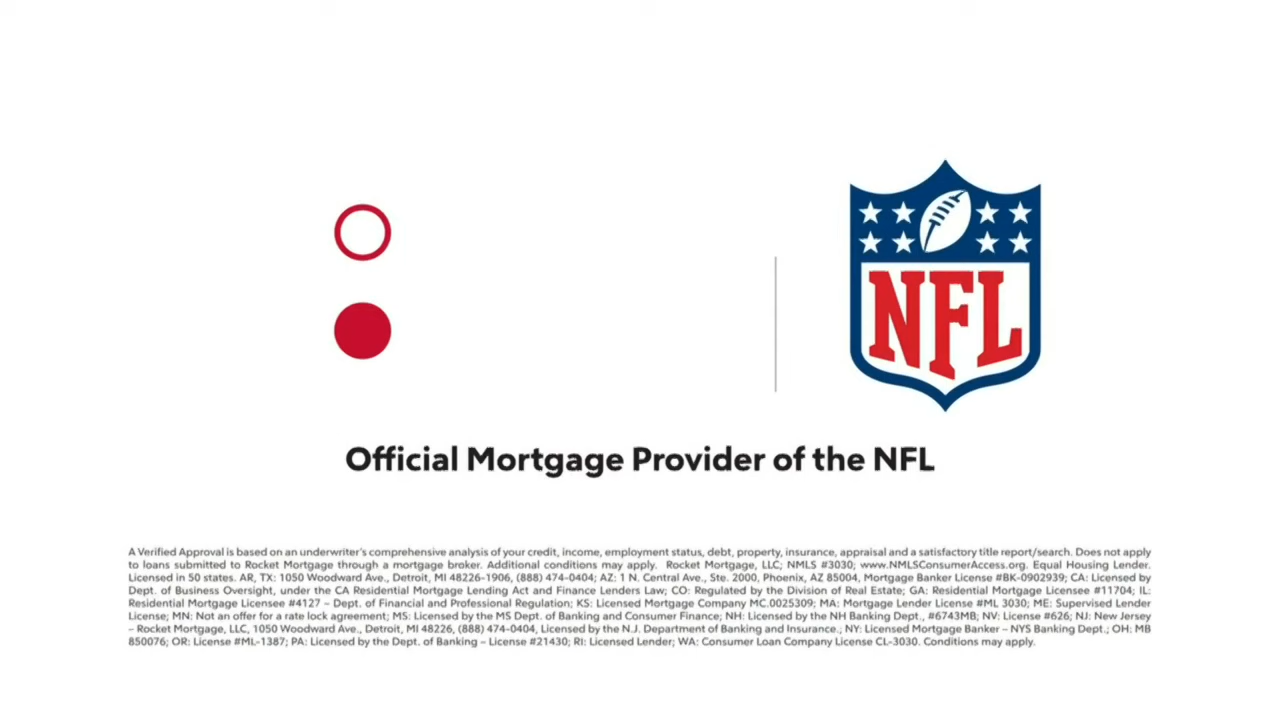 NFL
Official Mortgage Provider of the NFL
A Verified Approval is based on an underwriter's comprehensive analysis of your credit, income, employment status, debt, property, insurance, appraisal and a satisfactory title report/search. Does not apply
to loans submitted to Rocket Mortgage through a mortgage broker. Additional conditions may apply. Rocket Mortgage, LLC; NMLS #3030; www.NMLSConsumerAccess.org. Equal Housing Lender.
Licensed in 50 states. AR, TX: 1050 Woodward Ave., Detroit, MI 48226-1906, (888) 474-0404; AZ: 1 N. Central Ave., Ste. 2000, Phoenix, AZ 85004, Mortgage Banker License #BK-0902939; CA: Licensed by
Dept. of Business Oversight, under the CA Residential Mortgage Lending Act and Finance Lenders Law; CO: Regulated by the Division of Real Estate; GA: Residential Mortgage Licensee #11704; IL:
Residential Mortgage Licensee #4127 – Dept. of Financial and Professional Regulation; KS: Licensed Mortgage Company MC.0025309; MA: Mortgage Lender License #ML 3030; ME: Supervised Lender
License; MN: Not an offer for a rate lock agreement; MS: Licensed by the MS Dept. of Banking and Consumer Finance; NH: Licensed by the NH Banking Dept., #6743MB; NV: License #626; NJ: New Jersey
– Rocket Mortgage, LLC, 1050 Woodward Ave., Detroit, MI 48226, (888) 474-0404, Licensed by the N.J. Department of Banking and Insurance.; NY: Licensed Mortgage Banker – NYS Banking Dept.; OH: MB
850076; OR: License #ML-1387; PA: Licensed by the Dept. of Banking – License #21430; RI: Licensed Lender; WA: Consumer Loan Company License CL-3030. Conditions may apply.